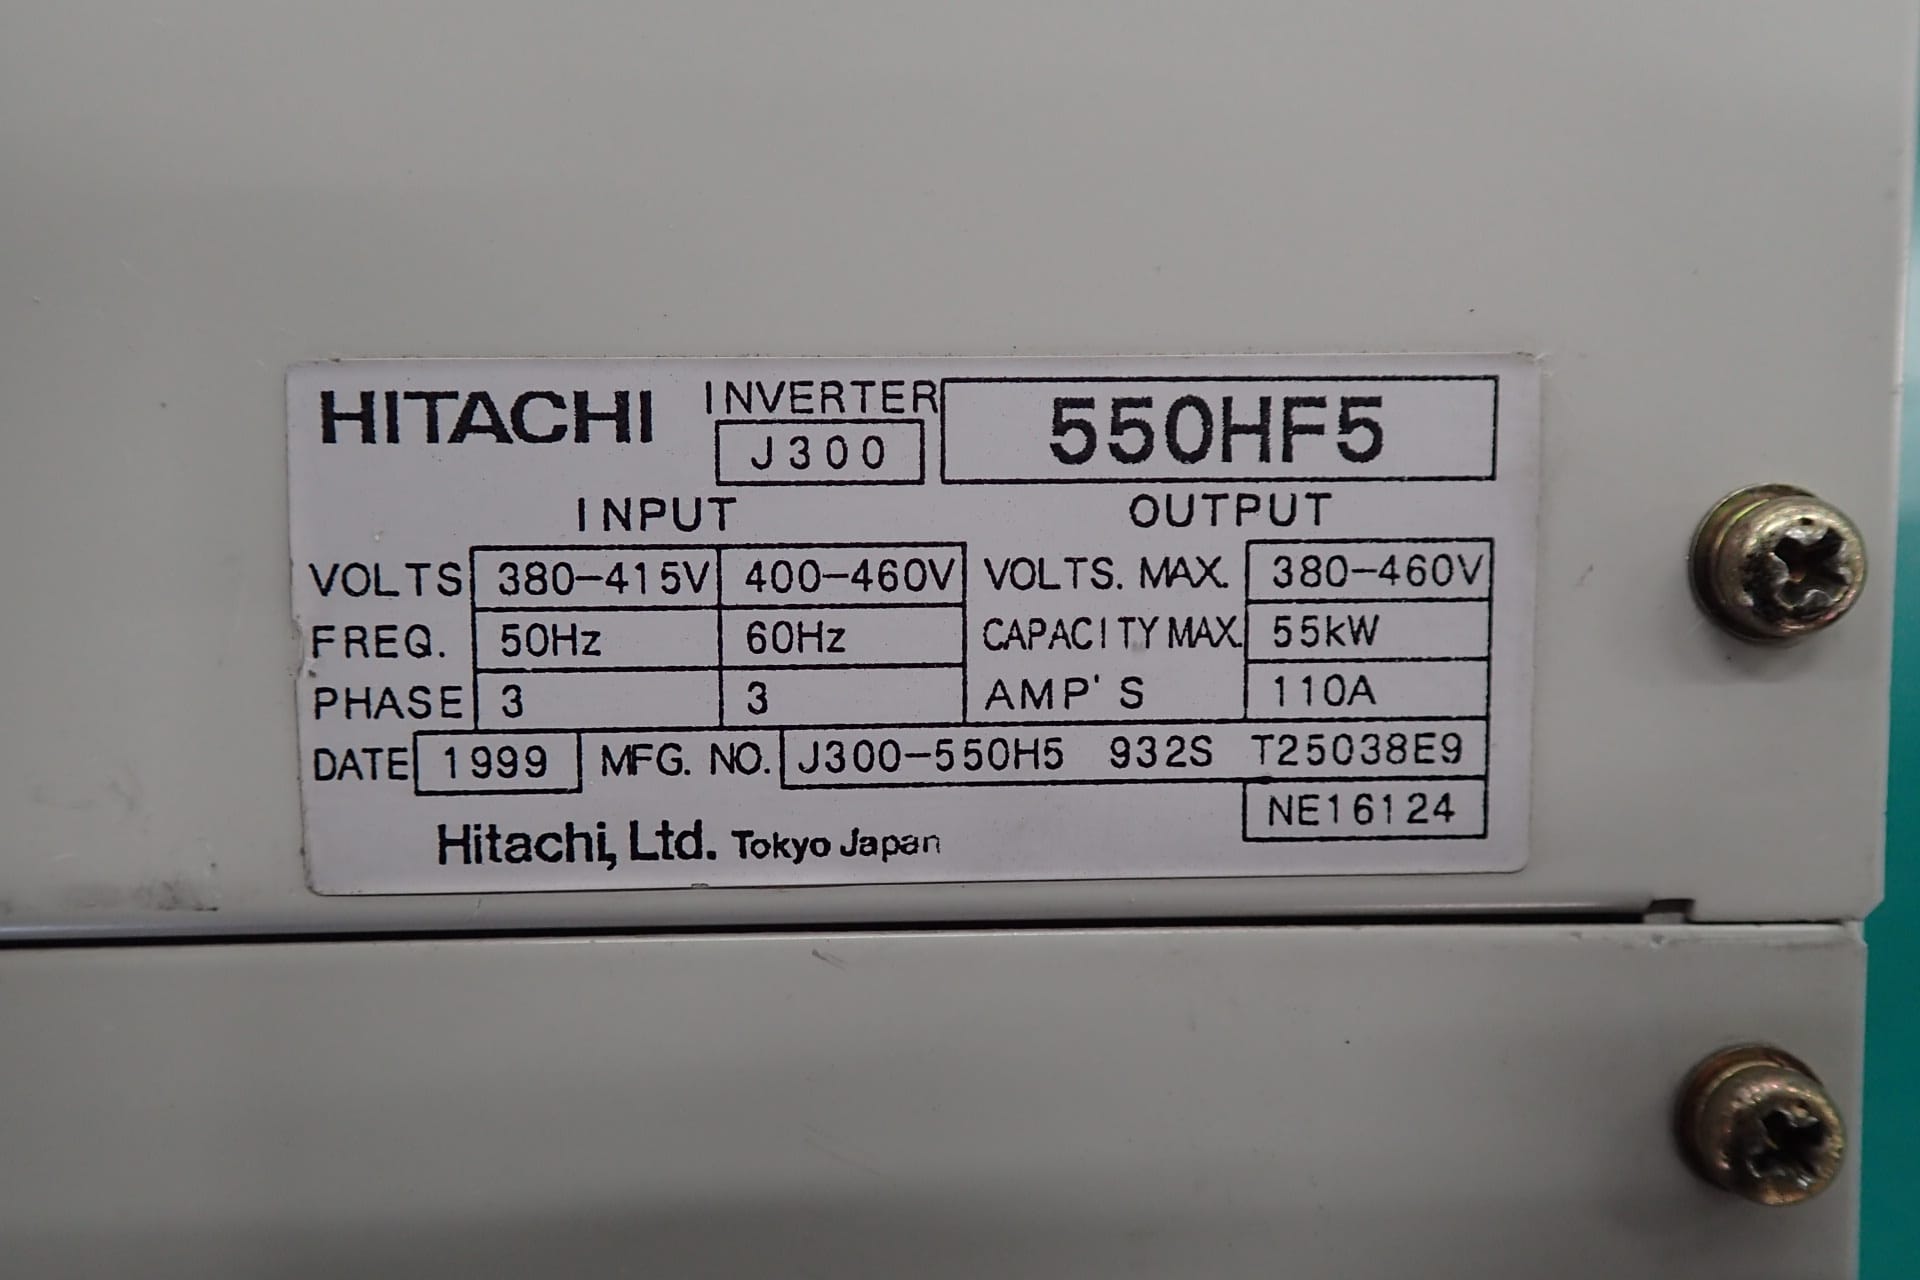 HITACHI INVERTER J300 550HF5
INPUT OUTPUT
VOLTS 380-415V 400-460V VOLTS. MAX. 380-460V
FREQ. 50Hz 60Hz CAPACITY MAX. 55kW
PHASE 3 3 AMP'S 110A
DATE 1999 MFG. NO. J300-550H5 932S T25038E9
NE16124
Hitachi, Ltd. Tokyo Japan